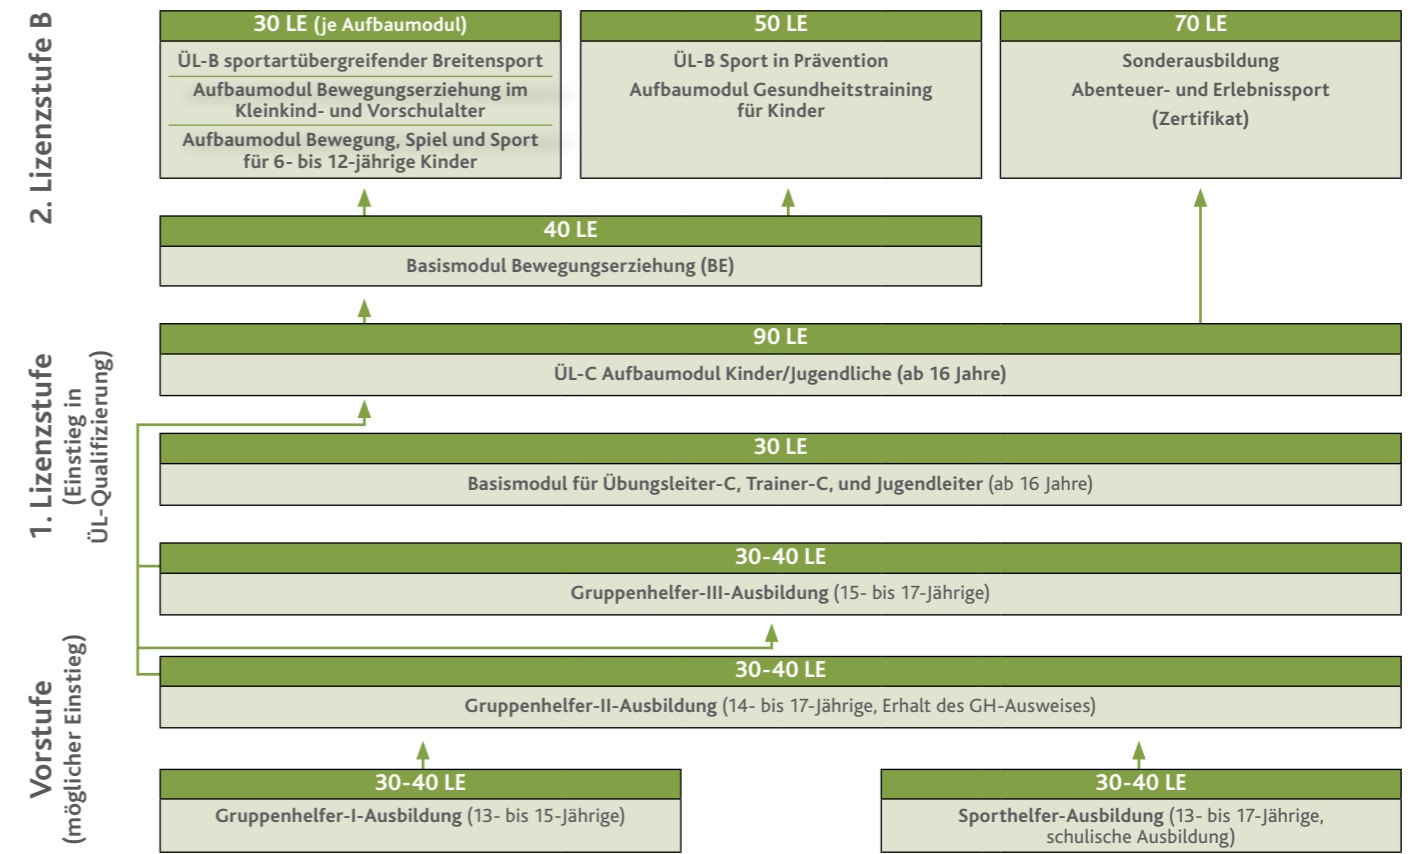 2. Lizenzstufe B
30 LE (je Aufbaumodul)
ÜL-B sportartübergreifender Breitensport
Aufbaumodul Bewegungserziehung im
Kleinkind- und Vorschulalter
Aufbaumodul Bewegung, Spiel und Sport
für 6- bis 12-jährige Kinder
50 LE
ÜL-B Sport in Prävention
Aufbaumodul Gesundheitstraining
für Kinder
70 LE
Sonderausbildung
Abenteuer- und Erlebnissport
(Zertifikat)
40 LE
Basismodul Bewegungserziehung (BE)
1. Lizenzstufe
(Einstieg in
ÜL-Qualifizierung)
90 LE
ÜL-C Aufbaumodul Kinder/Jugendliche (ab 16 Jahre)
30 LE
Basismodul für Übungsleiter-C, Trainer-C, und Jugendleiter (ab 16 Jahre)
30-40 LE
Gruppenhelfer-III-Ausbildung (15- bis 17-Jährige)
Vorstufe
(möglicher Einstieg)
30-40 LE
Gruppenhelfer-II-Ausbildung (14- bis 17-Jährige, Erhalt des GH-Ausweises)
30-40 LE
Gruppenhelfer-I-Ausbildung (13- bis 15-Jährige)
30-40 LE
Sporthelfer-Ausbildung (13- bis 17-Jährige,
schulische Ausbildung)